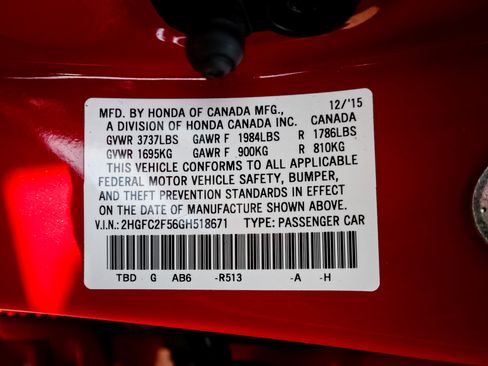 MFD. BY HONDA OF CANADA MFG., 12/'15
A DIVISION OF HONDA CANADA INC. CANADA
GVWR 3737LBS GAWR F 1984LBS R 1786LBS
GVWR 1695KG GAWR F 900KG R 810KG
THIS VEHICLE CONFORMS TO ALL APPLICABLE
FEDERAL MOTOR VEHICLE SAFETY, BUMPER,
AND THEFT PREVENTION STANDARDS IN EFFECT
ON THE DATE OF MANUFACTURE SHOWN ABOVE.
V.I.N.: 2HGFC2F56GH518671 TYPE: PASSENGER CAR
TBD G AB6 -R513 -A -H